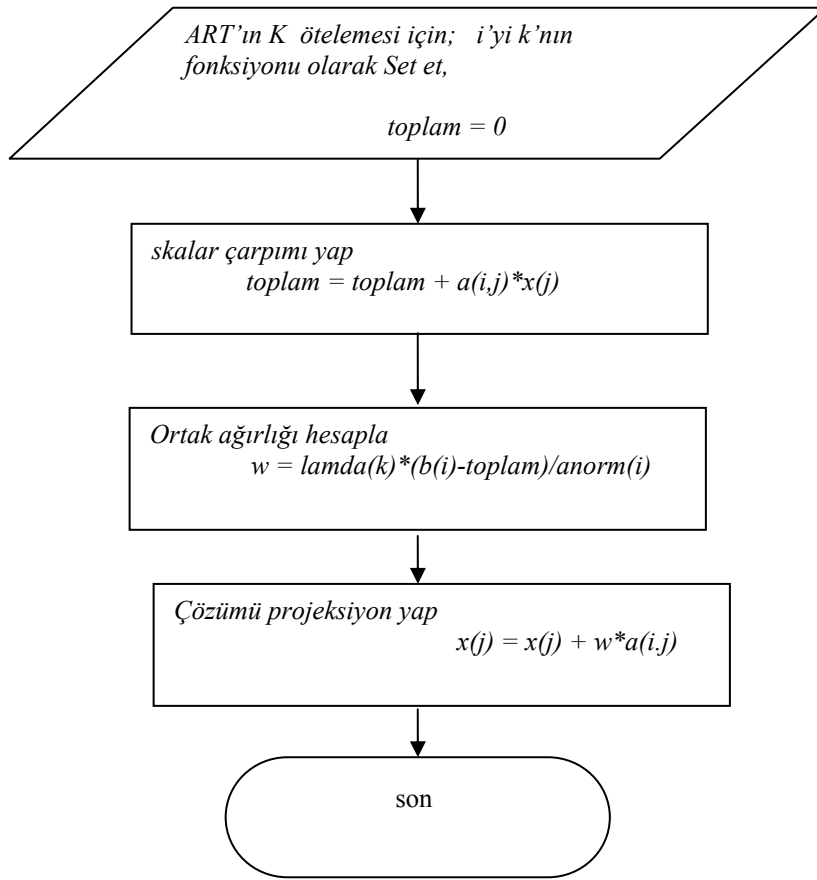 ART’ın K ötelemesi için; i’yi k’nın
fonksiyonu olarak Set et,
toplam = 0
skalar çarpımı yap
toplam = toplam + a(i,j)*x(j)
Ortak ağırlığı hesapla
w = lamda(k)*(b(i)-toplam)/anorm(i)
Çözümü projeksiyon yap
x(j) = x(j) + w*a(i.j)
son